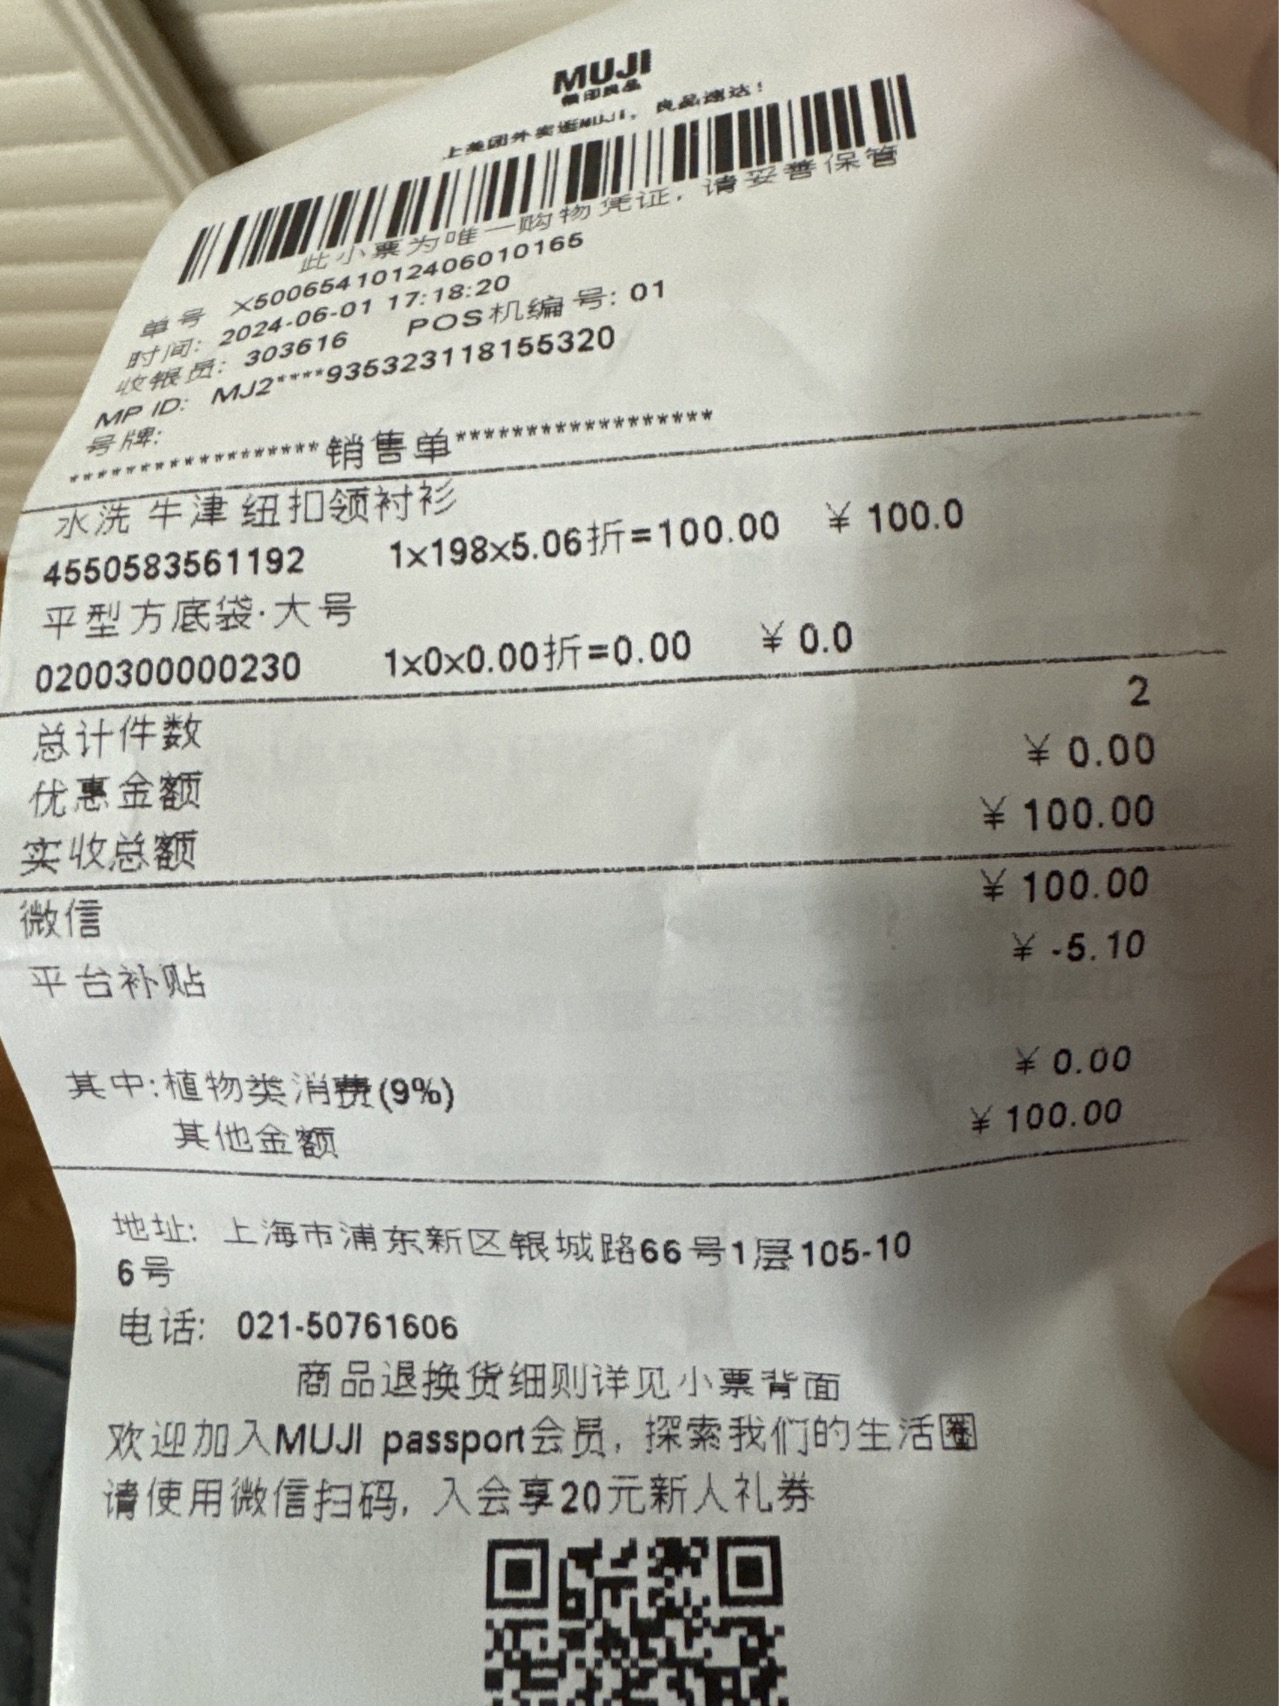 MUJI
無印良品
上美团外卖逛MUJI，良品速达！
此小票为唯一购物凭证，请妥善保管
单号 X5006541012406010165
时间: 2024-06-01 17:18:20
收银员: 303616 POS机编号: 01
MP ID: MJ2****935323118155320
号牌:
******************销售单******************
水洗 牛津 纽扣领衬衫
4550583561192 1×198×5.06折=100.00 ￥ 100.0
平型方底袋·大号
0200300000230 1×0×0.00折=0.00 ￥ 0.0
总计件数 2
优惠金额 ￥ 0.00
实收总额 ￥ 100.00
微信 ￥ 100.00
平台补贴 ￥ -5.10
其中:植物类消费(9%) ￥ 0.00
其他金额 ￥ 100.00
地址: 上海市浦东新区银城路66号1层105-10
6号
电话: 021-50761606
商品退换货细则详见小票背面
欢迎加入MUJI passport会员，探索我们的生活圈
请使用微信扫码，入会享20元新人礼券